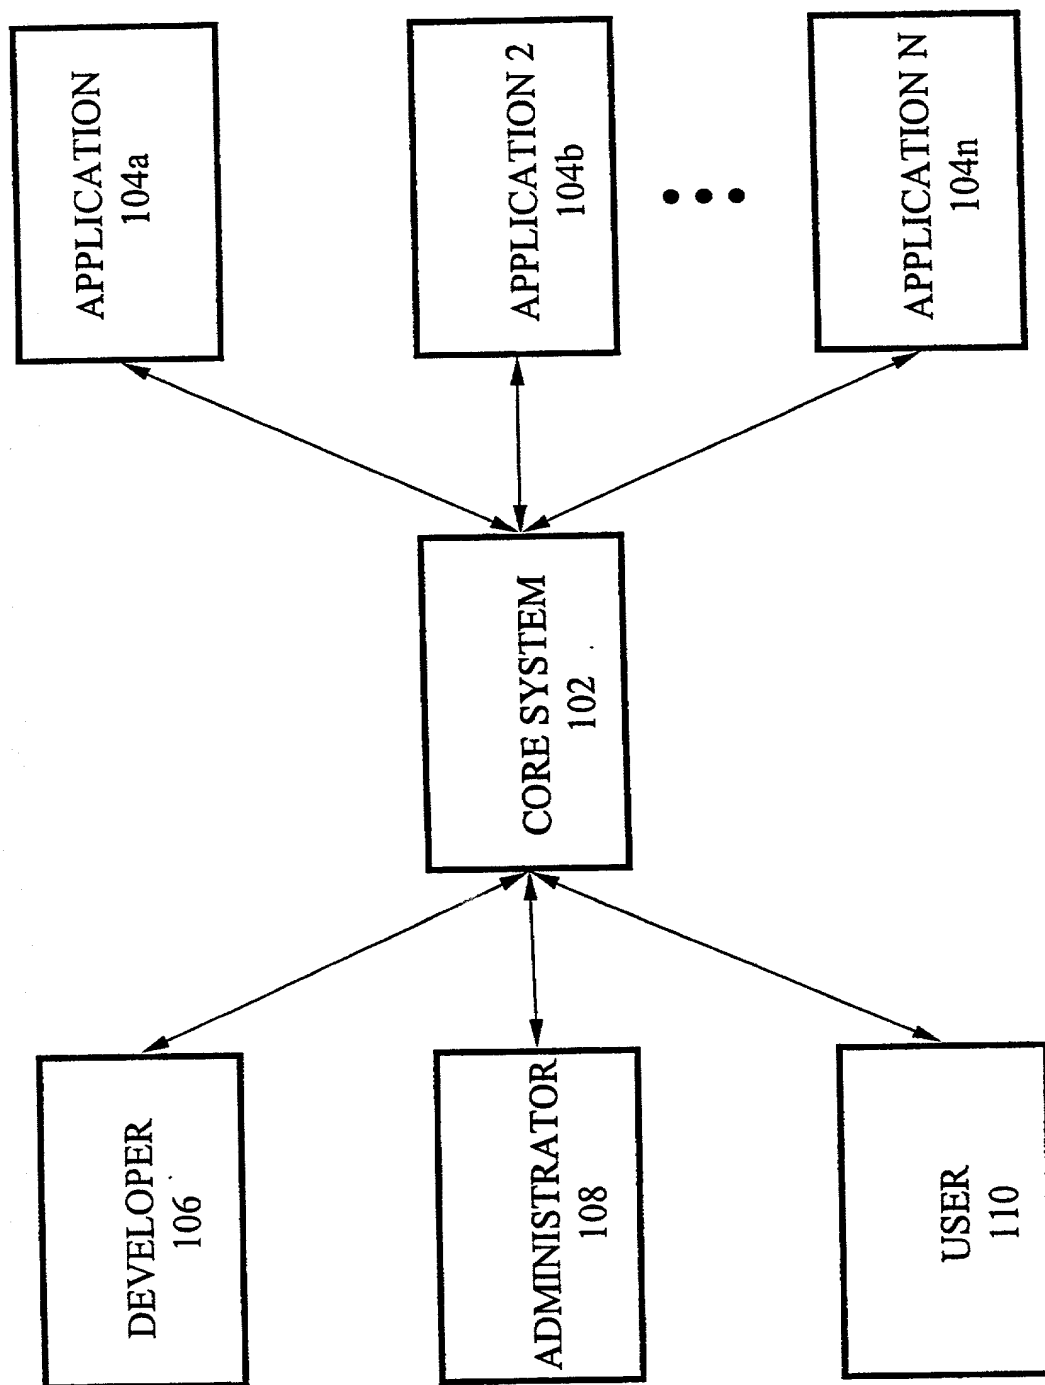 DEVELOPER
106
ADMINISTRATOR
108
USER
110
CORE SYSTEM
102
APPLICATION
104a
APPLICATION 2
104b
APPLICATION N
104n